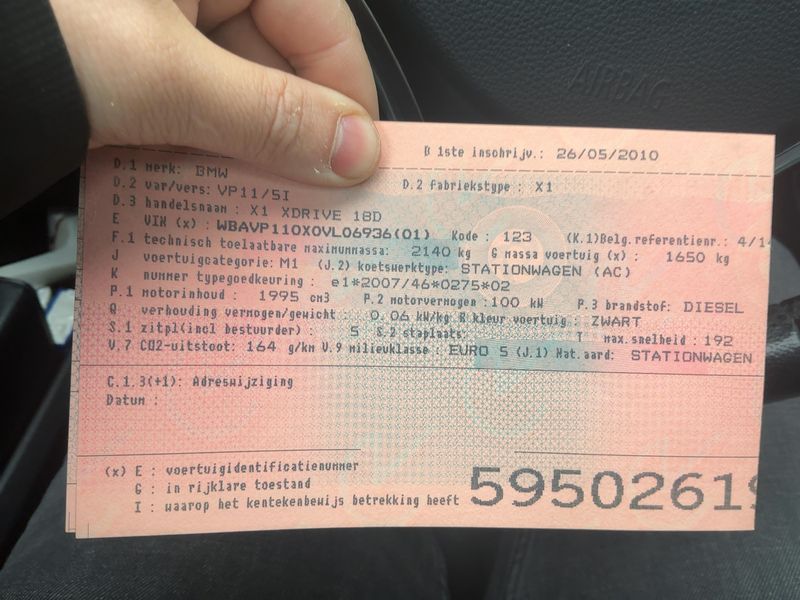 AIRBAG
B 1ste inschrijv.: 26/05/2010
D.1 merk: BMW
D.2 var/vers: VP11/5I D.2 fabriekstype : X1
D.3 handelsnaam : X1 XDRIVE 18D
E VIN (x) : WBAVP110X0VL06936(01) Kode : 123 (K.1)Belg.referentienr.: 4/14
F.1 technisch toelaatbare maximummassa: 2140 kg G massa voertuig (x) : 1650 kg
J voertuigcategorie: M1 (J.2) koetswerktype: STATIONWAGEN (AC)
K nummer typegoedkeuring : e1*2007/46*0275*02
P.1 motorinhoud : 1995 cm3 P.2 motorvermogen : 100 kW P.3 brandstof: DIESEL
Q verhouding vermogen/gewicht : 0.06 kW/kg R kleur voertuig : ZWART
S.1 zitpl(incl bestuurder) : 5 S.2 staplaats: T max.snelheid : 192
V.7 CO2-uitstoot: 164 g/km V.9 milieuklasse : EURO 5 (J.1) Nat.aard: STATIONWAGEN
C.1.3(+1): Adreswijziging
Datum :
(x) E : voertuigidentificatienummer
G : in rijklare toestand
I : waarop het kentekenbewijs betrekking heeft
5950261